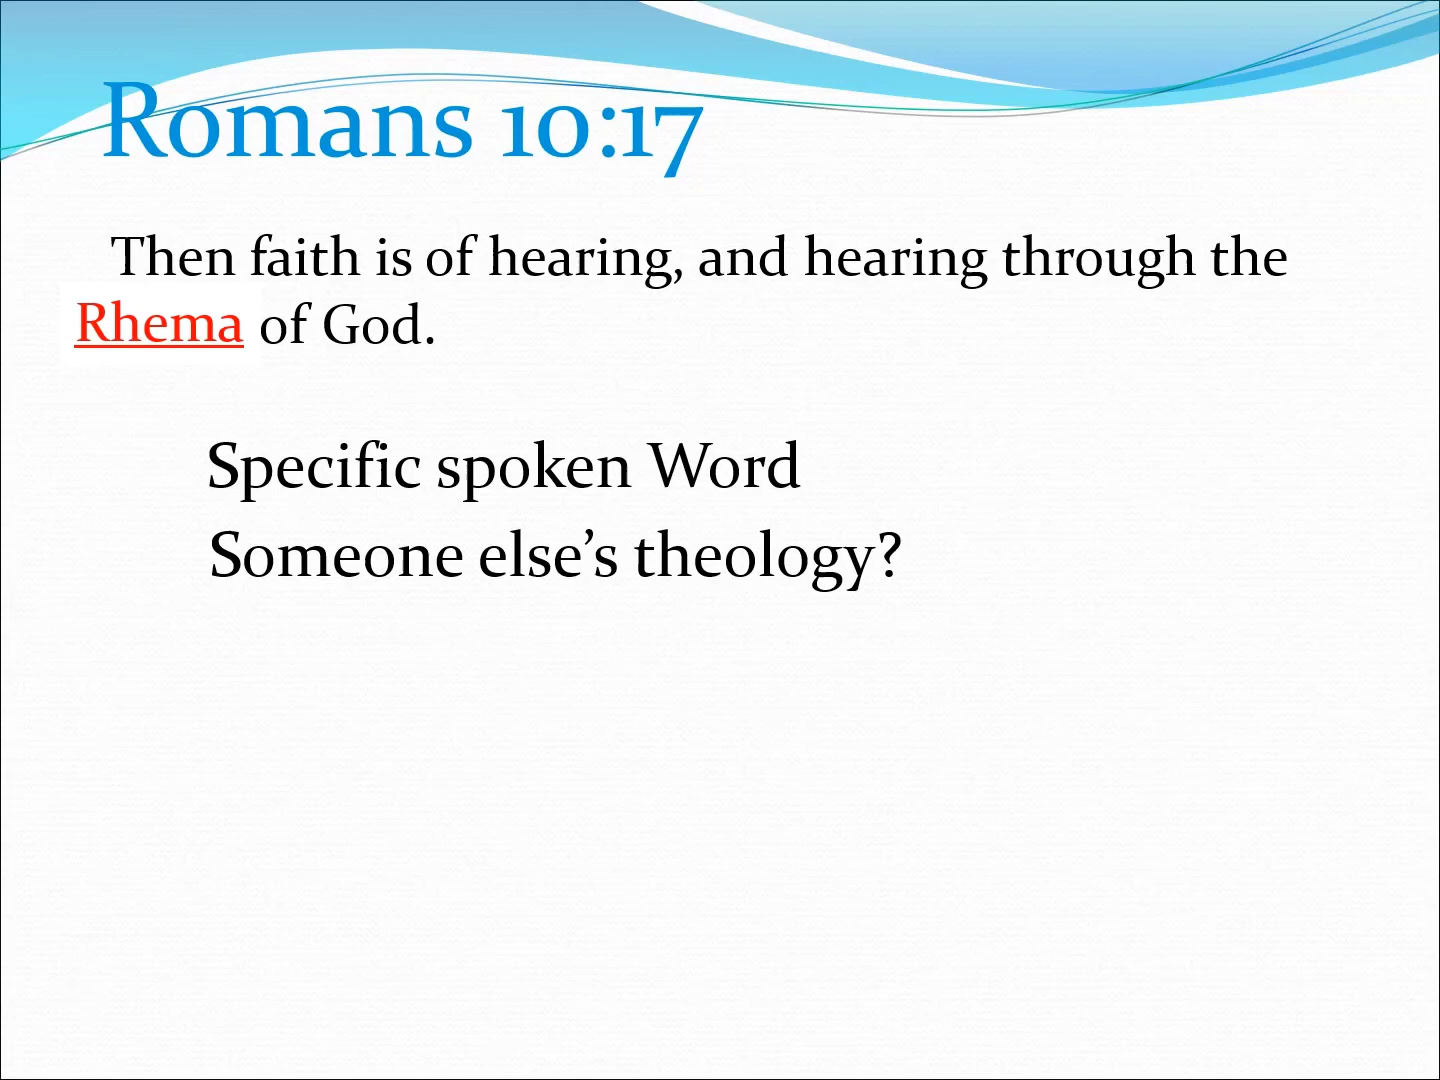 Romans 10:17
Then faith is of hearing, and hearing through the
Rhema of God.
Specific spoken Word
Someone else’s theology?